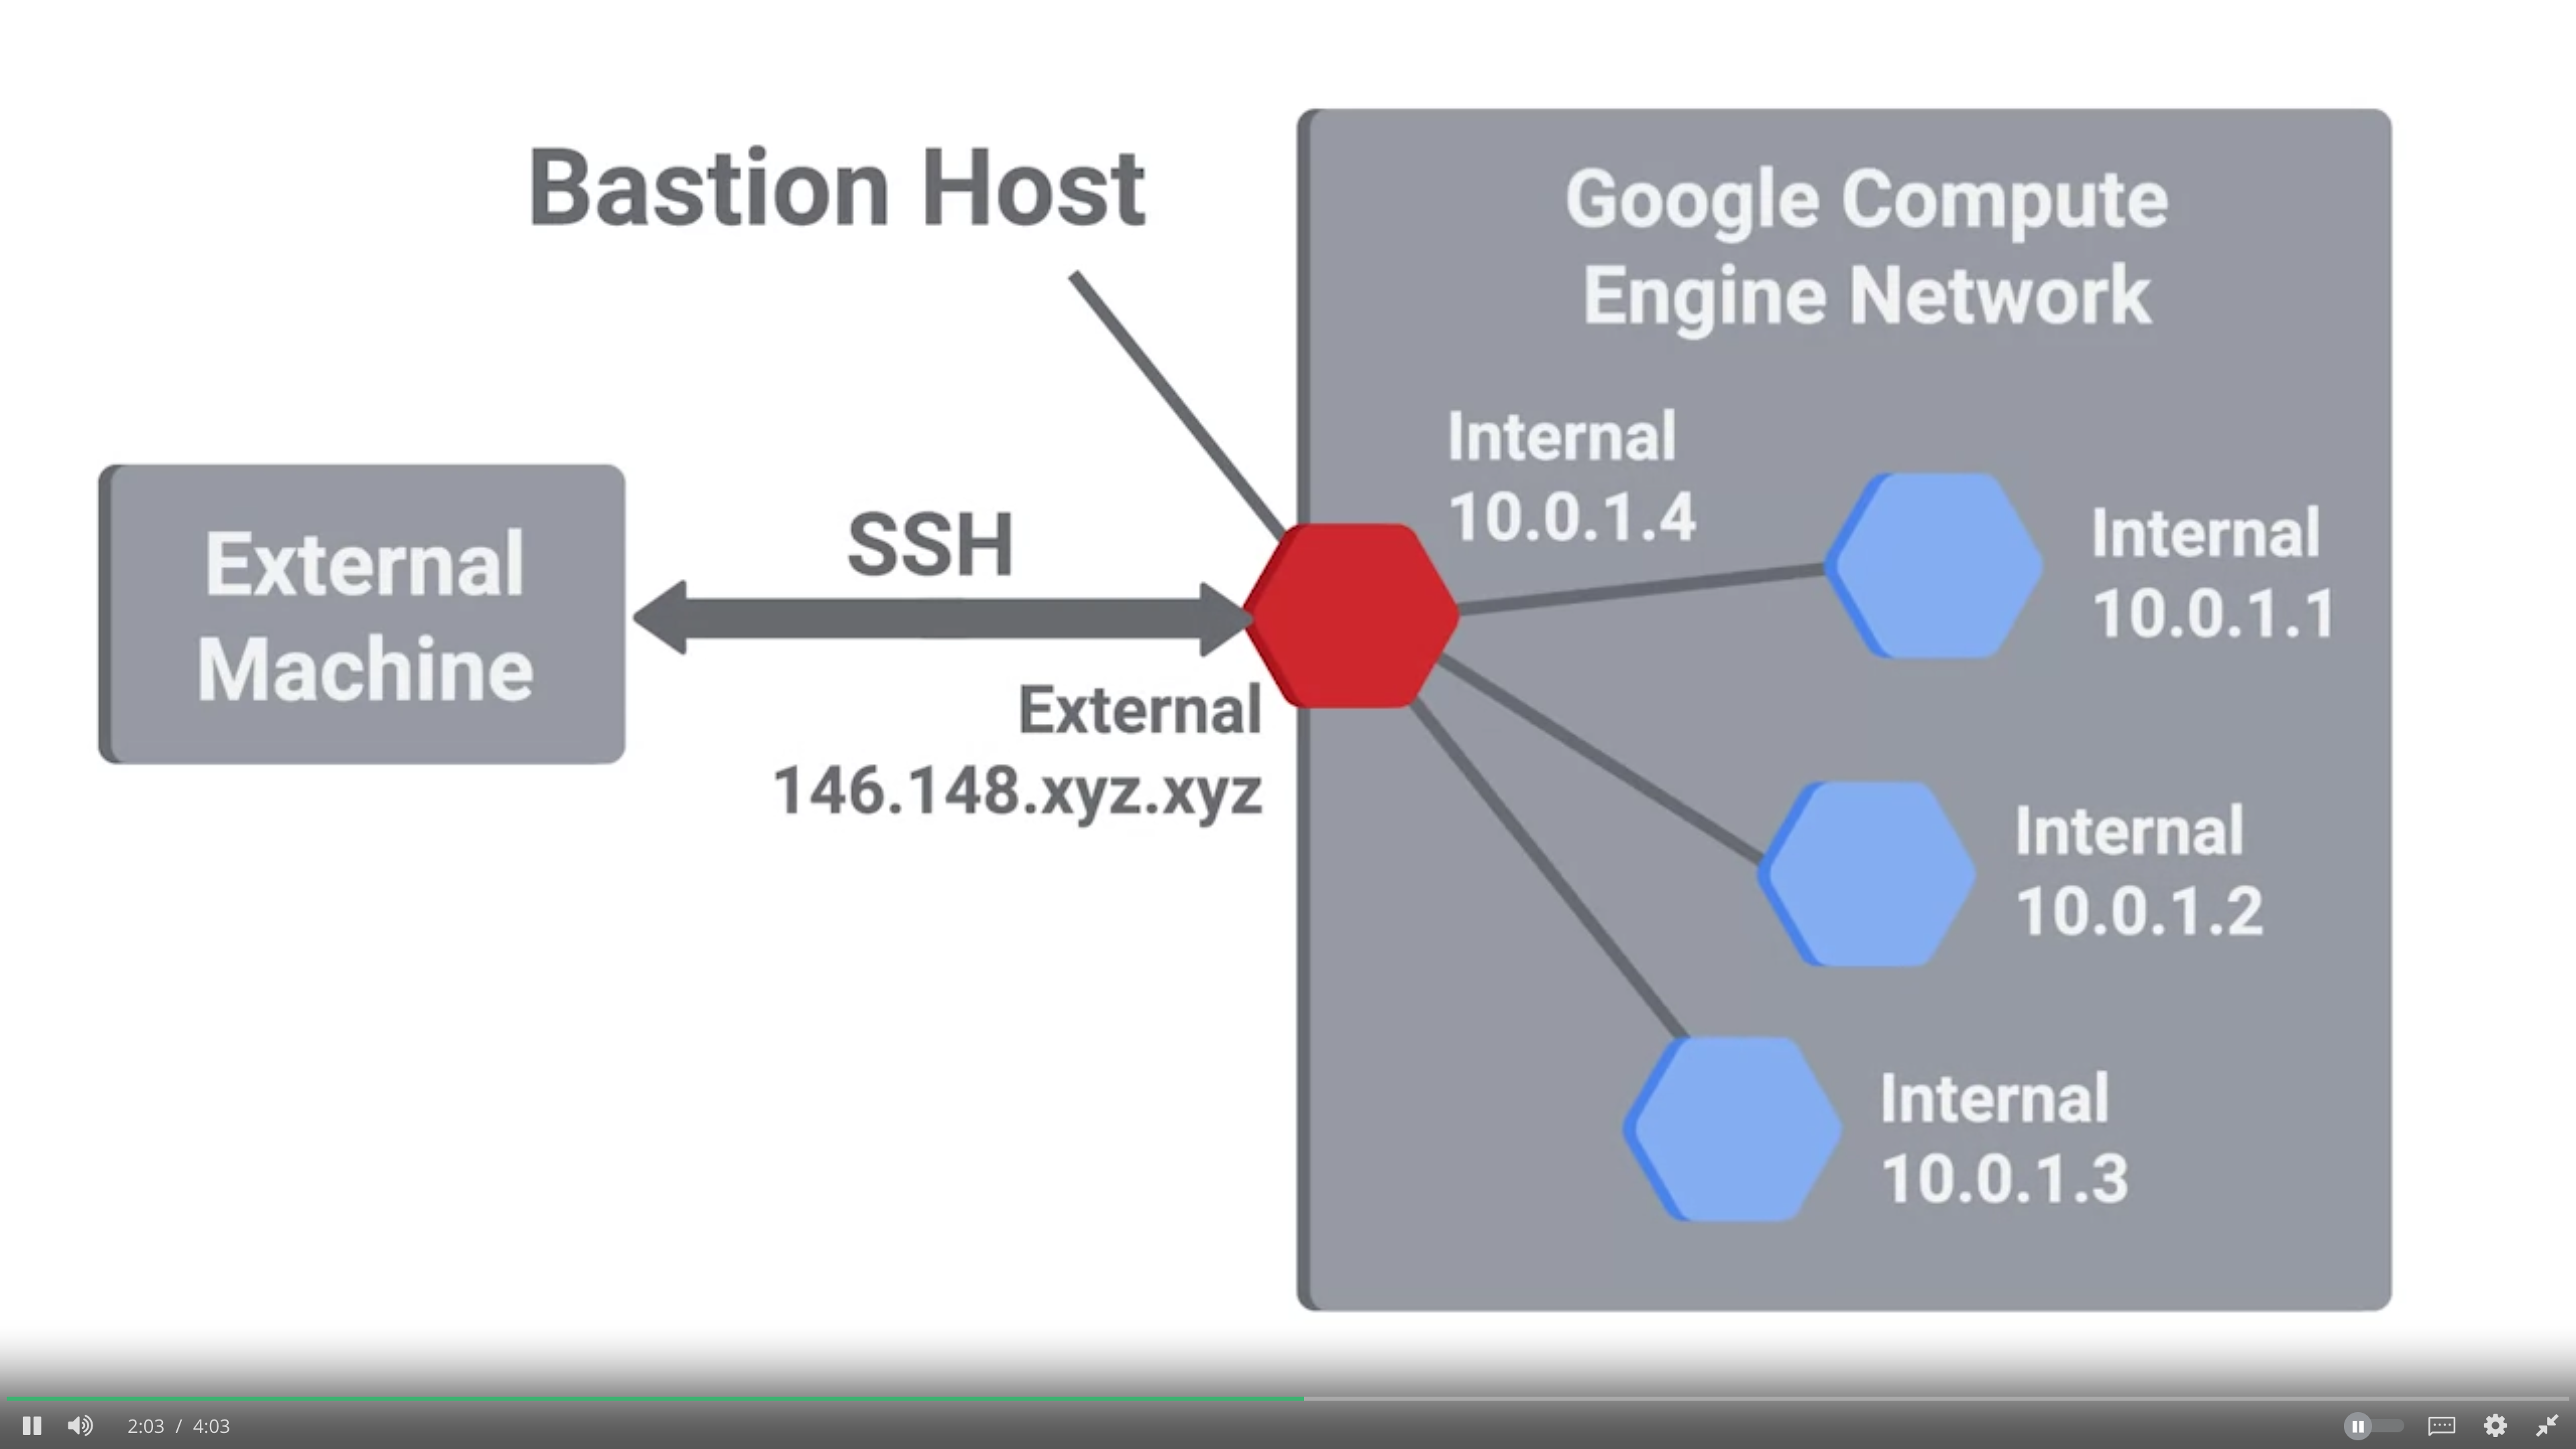 Bastion Host
Google Compute
Engine Network
External
Machine
SSH
External
146.148.xyz.xyz
Internal
10.0.1.4
Internal
10.0.1.1
Internal
10.0.1.2
Internal
10.0.1.3
2:03 / 4:03